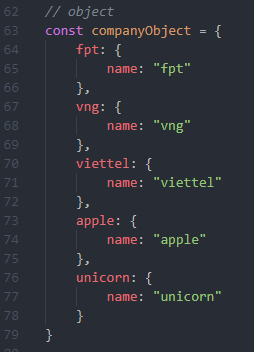 62 // object
63 const companyObject = {
64     fpt: {
65         name: "fpt"
66     },
67     vng: {
68         name: "vng"
69     },
70     viettel: {
71         name: "viettel"
72     },
73     apple: {
74         name: "apple"
75     },
76     unicorn: {
77         name: "unicorn"
78     }
79 }